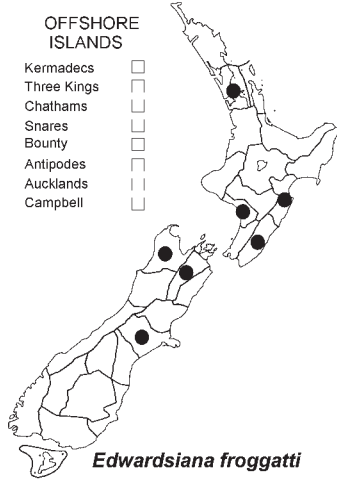 OFFSHORE
ISLANDS
Kermadecs
Three Kings
Chathams
Snares
Bounty
Antipodes
Aucklands
Campbell
Edwardsiana froggatti